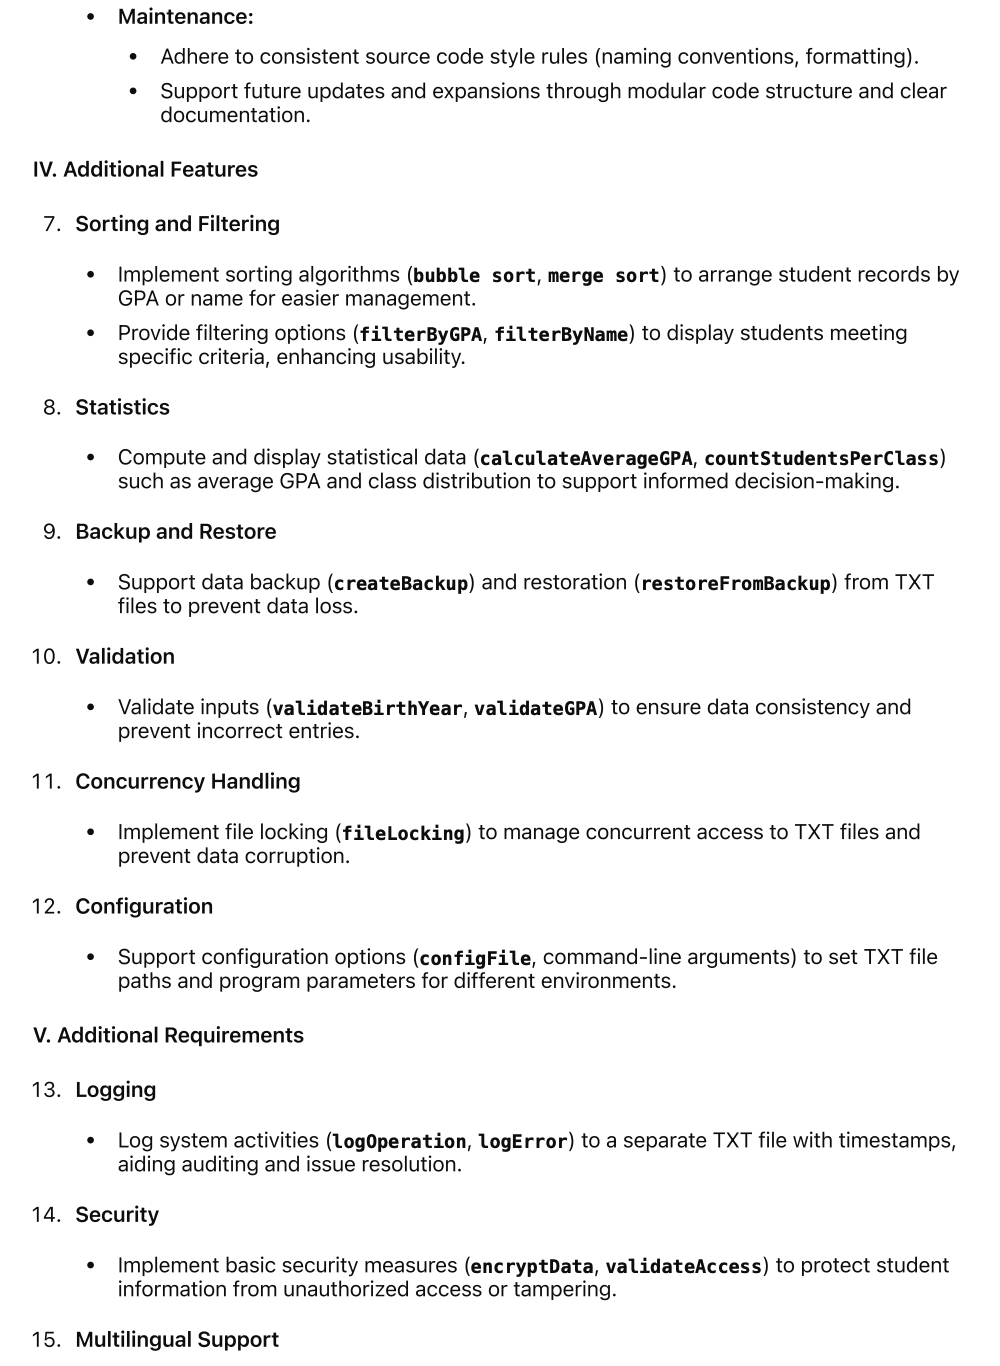 • Maintenance:
• Adhere to consistent source code style rules (naming conventions, formatting).
• Support future updates and expansions through modular code structure and clear
documentation.
IV. Additional Features
7. Sorting and Filtering
• Implement sorting algorithms (bubble sort, merge sort) to arrange student records by
GPA or name for easier management.
• Provide filtering options (filterByGPA, filterByName) to display students meeting
specific criteria, enhancing usability.
8. Statistics
• Compute and display statistical data (calculateAverageGPA, countStudentsPerClass)
such as average GPA and class distribution to support informed decision-making.
9. Backup and Restore
• Support data backup (createBackup) and restoration (restoreFromBackup) from TXT
files to prevent data loss.
10. Validation
• Validate inputs (validateBirthYear, validateGPA) to ensure data consistency and
prevent incorrect entries.
11. Concurrency Handling
• Implement file locking (fileLocking) to manage concurrent access to TXT files and
prevent data corruption.
12. Configuration
• Support configuration options (configFile, command-line arguments) to set TXT file
paths and program parameters for different environments.
V. Additional Requirements
13. Logging
• Log system activities (logOperation, logError) to a separate TXT file with timestamps,
aiding auditing and issue resolution.
14. Security
• Implement basic security measures (encryptData, validateAccess) to protect student
information from unauthorized access or tampering.
15. Multilingual Support